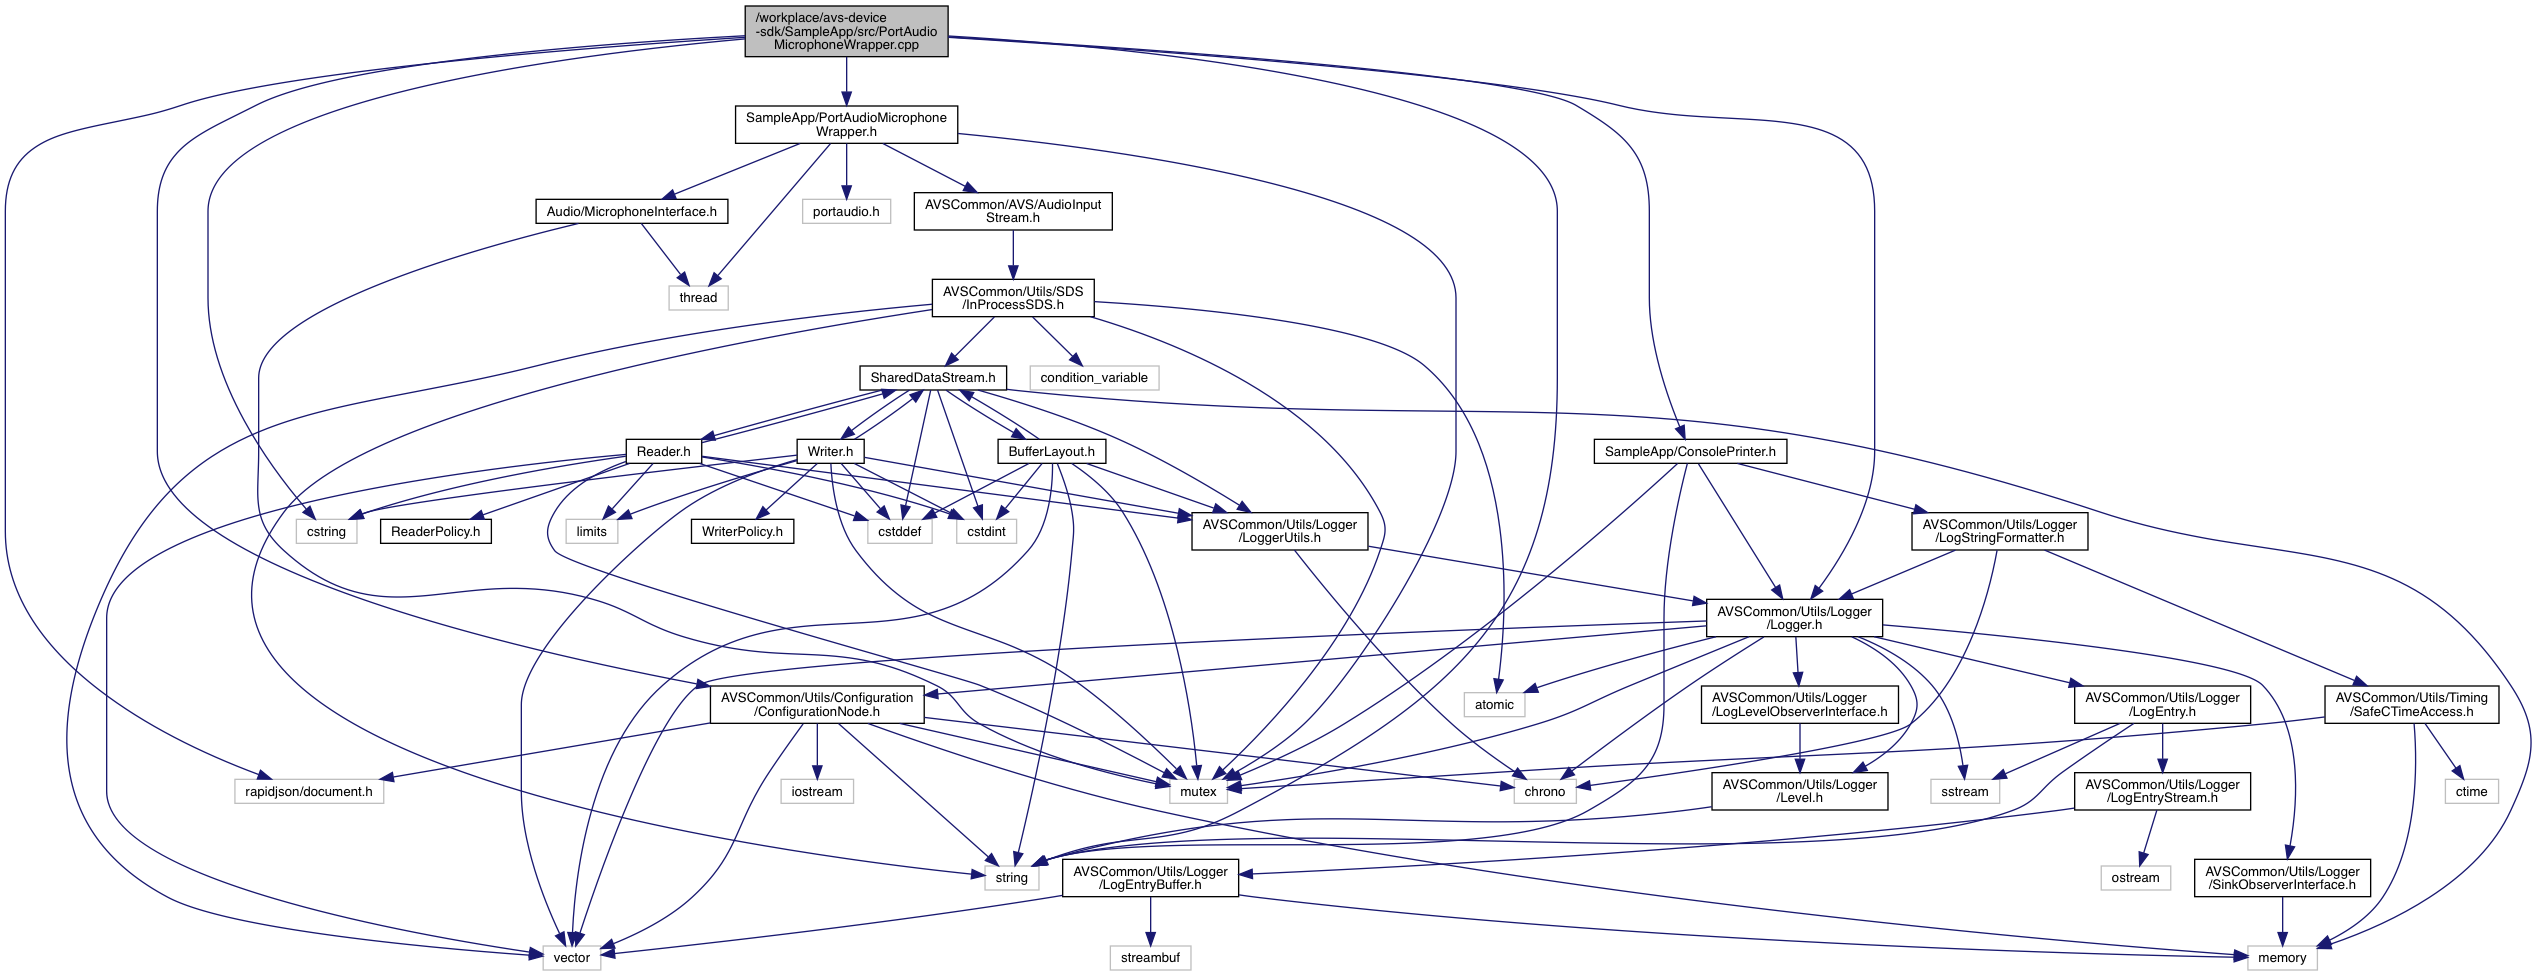 /workplace/avs-device
-sdk/SampleApp/src/PortAudio
MicrophoneWrapper.cpp
SampleApp/PortAudioMicrophone
Wrapper.h
Audio/MicrophoneInterface.h
portaudio.h
AVSCommon/AVS/AudioInput
Stream.h
thread
AVSCommon/Utils/SDS
/InProcessSDS.h
SharedDataStream.h
condition_variable
Reader.h
Writer.h
BufferLayout.h
SampleApp/ConsolePrinter.h
cstring
ReaderPolicy.h
limits
WriterPolicy.h
cstddef
cstdint
AVSCommon/Utils/Logger
/LoggerUtils.h
AVSCommon/Utils/Logger
/LogStringFormatter.h
AVSCommon/Utils/Logger
/Logger.h
AVSCommon/Utils/Configuration
/ConfigurationNode.h
atomic
AVSCommon/Utils/Logger
/LogLevelObserverInterface.h
AVSCommon/Utils/Logger
/LogEntry.h
AVSCommon/Utils/Timing
/SafeCTimeAccess.h
rapidjson/document.h
iostream
mutex
chrono
AVSCommon/Utils/Logger
/Level.h
sstream
AVSCommon/Utils/Logger
/LogEntryStream.h
ctime
string
AVSCommon/Utils/Logger
/LogEntryBuffer.h
ostream
AVSCommon/Utils/Logger
/SinkObserverInterface.h
vector
streambuf
memory